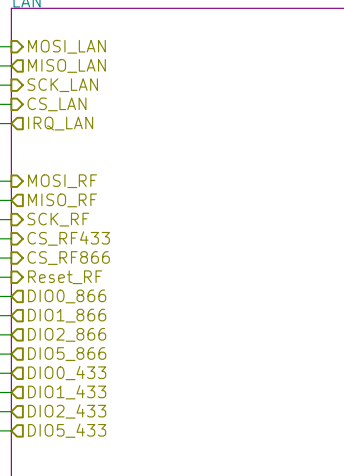 LAN
MOSI_LAN
MISO_LAN
SCK_LAN
CS_LAN
IRQ_LAN
MOSI_RF
MISO_RF
SCK_RF
CS_RF433
CS_RF866
Reset_RF
DIO0_866
DIO1_866
DIO2_866
DIO5_866
DIO0_433
DIO1_433
DIO2_433
DIO5_433